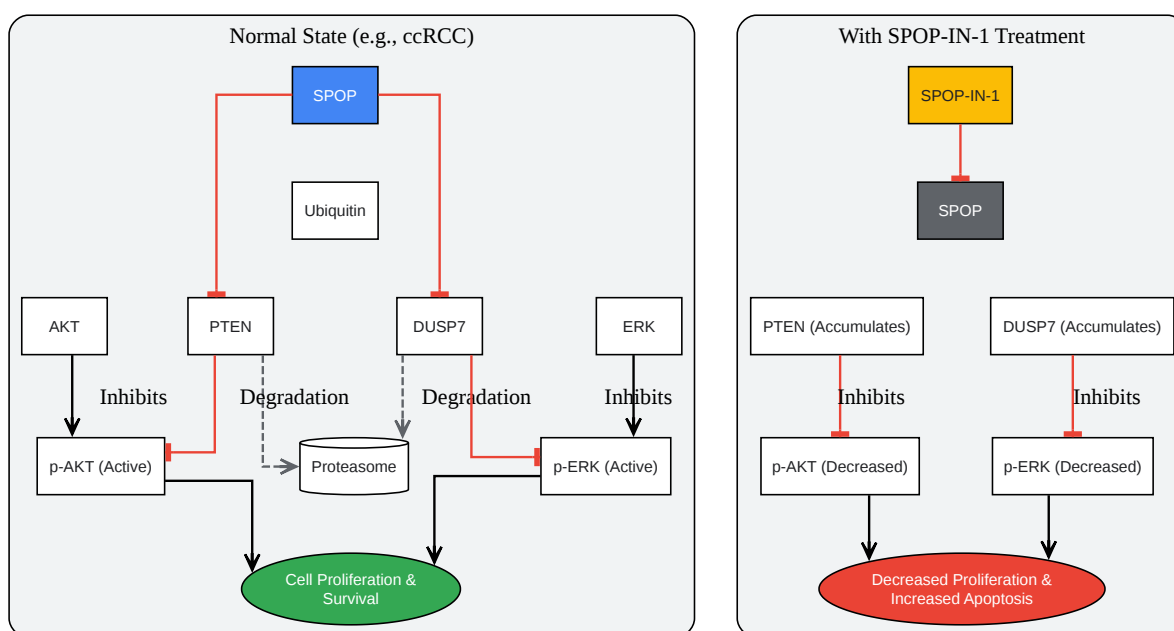 Normal State (e.g., ccRCC)
SPOP
Ubiquitin
AKT
PTEN
DUSP7
ERK
Inhibits
Degradation
Degradation
Inhibits
p-AKT (Active)
Proteasome
p-ERK (Active)
Cell Proliferation &
Survival
With SPOP-IN-1 Treatment
SPOP-IN-1
SPOP
PTEN (Accumulates)
DUSP7 (Accumulates)
Inhibits
Inhibits
p-AKT (Decreased)
p-ERK (Decreased)
Decreased Proliferation &
Increased Apoptosis